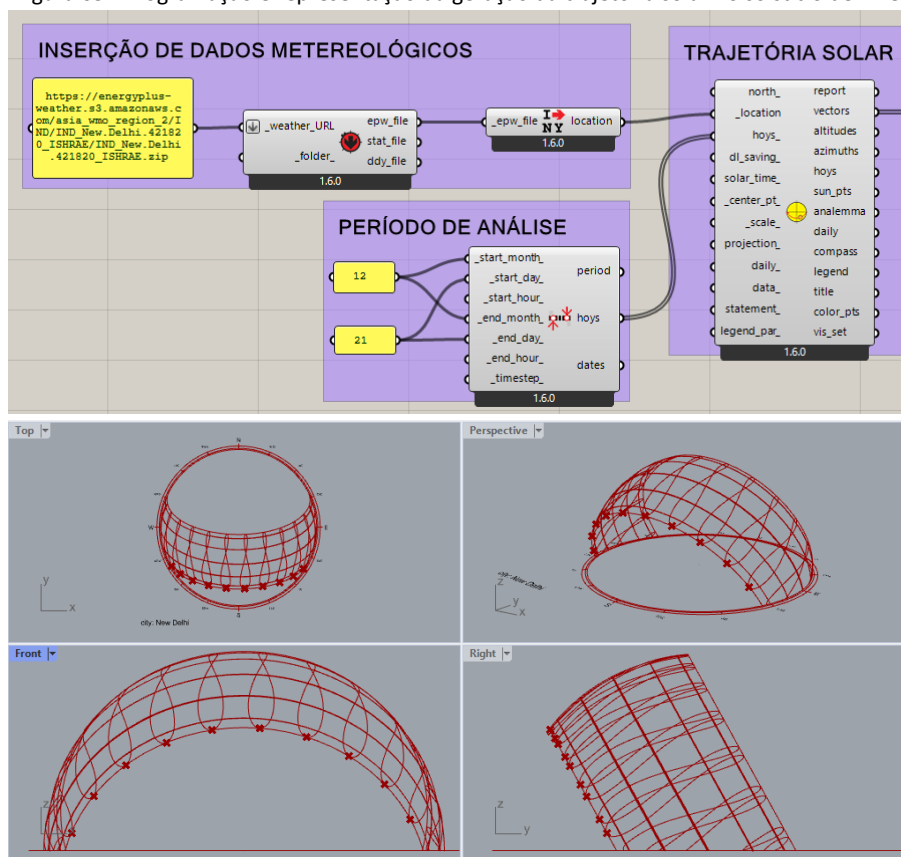 INSERÇÃO DE DADOS METEREOLÓGICOS
https://energyplus-
weather.s3.amazonaws.c
om/asia_wmo_region_2/I
ND/IND_New.Delhi.42182
0_ISHRAE/IND_New.Delhi
.421820_ISHRAE.zip
_weather_URL
_folder_
epw_file
stat_file
ddy_file
1.6.0
_epw_file
I
N Y
location
1.6.0
PERÍODO DE ANÁLISE
12
21
_start_month_
_start_day_
_start_hour_
_end_month_
_end_day_
_end_hour_
_timestep_
period
hoys
dates
1.6.0
TRAJETÓRIA SOLAR
north_
_location
hoys_
dl_saving_
solar_time_
_center_pt_
_scale_
projection_
daily_
data_
statement_
legend_par_
report
vectors
altitudes
azimuths
hoys
sun_pts
analemma
daily
compass
legend
title
color_pts
vis_set
1.6.0
Top
N
W
E
S
y
x
city: New Delhi
Perspective
z
y
x
city: New Delhi
Front
z
Right
z
y